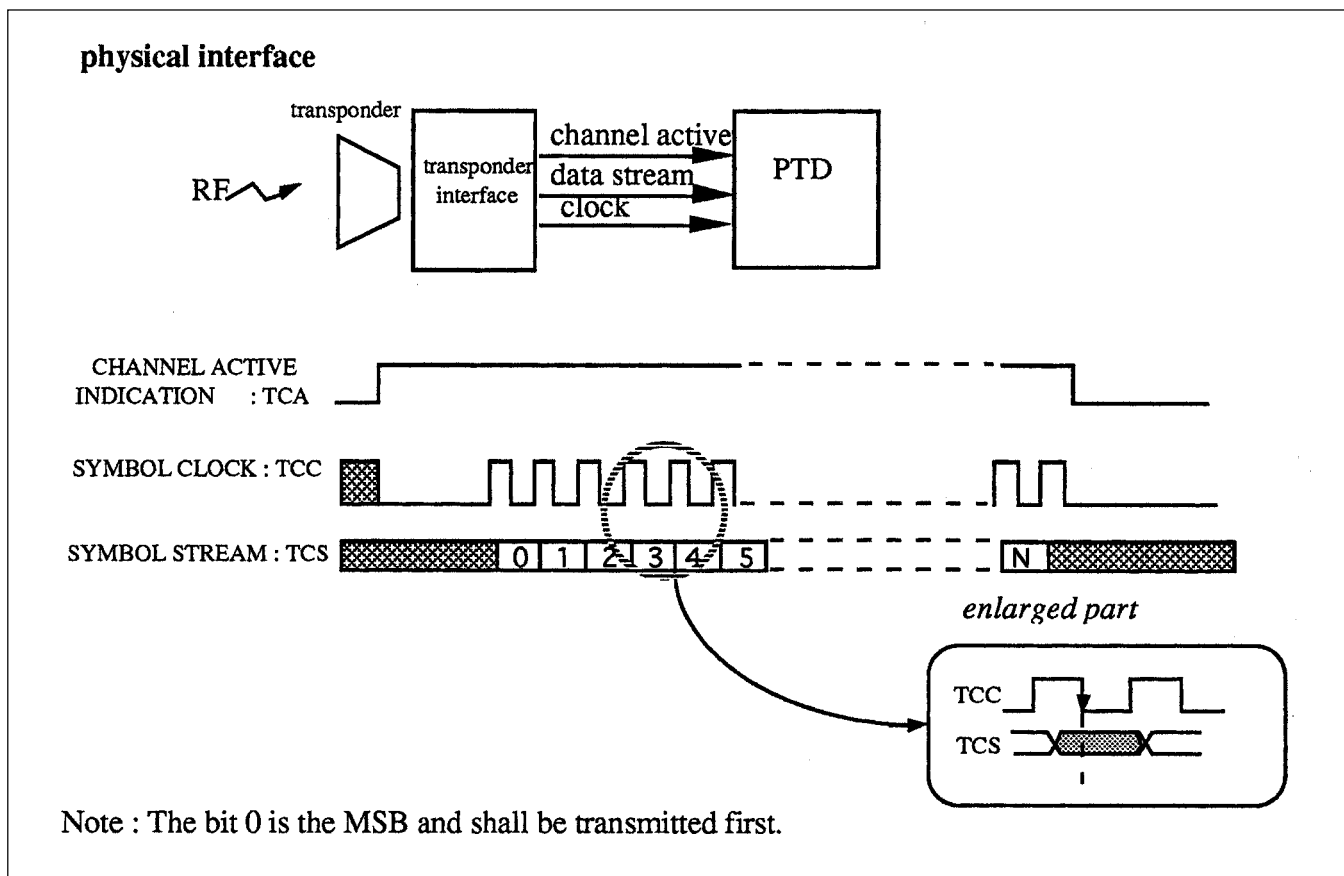 physical interface
transponder
RF
transponder
interface
channel active
data stream
clock
PTD
CHANNEL ACTIVE
INDICATION : TCA
SYMBOL CLOCK : TCC
SYMBOL STREAM : TCS
0 1 2 3 4 5 N
enlarged part
TCC
TCS
Note : The bit 0 is the MSB and shall be transmitted first.